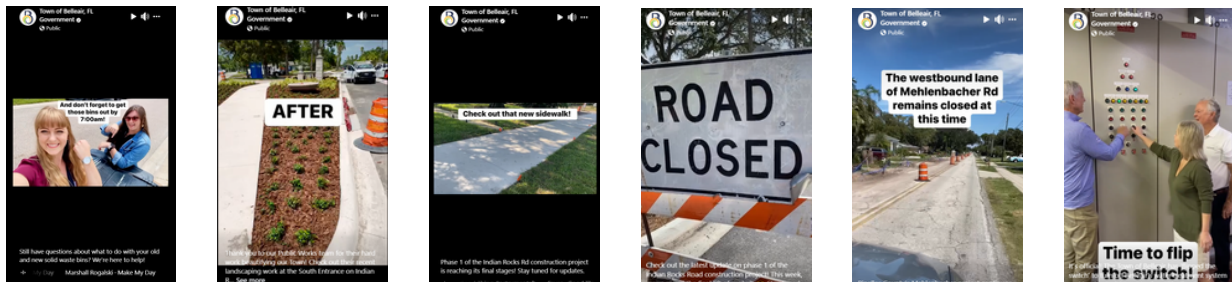 Town of Belleair, FL
Government
Public
And don't forget to get
those bins out by
7:00am!
Still have questions about what to do with your old
and new solid waste bins? We're here to help!
My Day
Marshall Rogalski · Make My Day
Town of Belleair, FL
Government
Public
AFTER
Thank you to our Public Works team for their hard
work beautifying our Town! Check out their recent
landscaping work at the South Entrance on Indian
R... See more
Town of Belleair, FL
Government
Public
Check out that new sidewalk!
Phase 1 of the Indian Rocks Rd construction project
is reaching its final stages! Stay tuned for updates.
Town of Belleair, FL
Government
Public
ROAD
CLOSED
Check out the latest update on phase 1 of the
Indian Rocks Road construction project! This week,
Town of Belleair, FL
Government
Public
The westbound lane
of Mehlenbacher Rd
remains closed at
this time
Town of Belleair, FL
Government
Public
Time to flip
the switch!